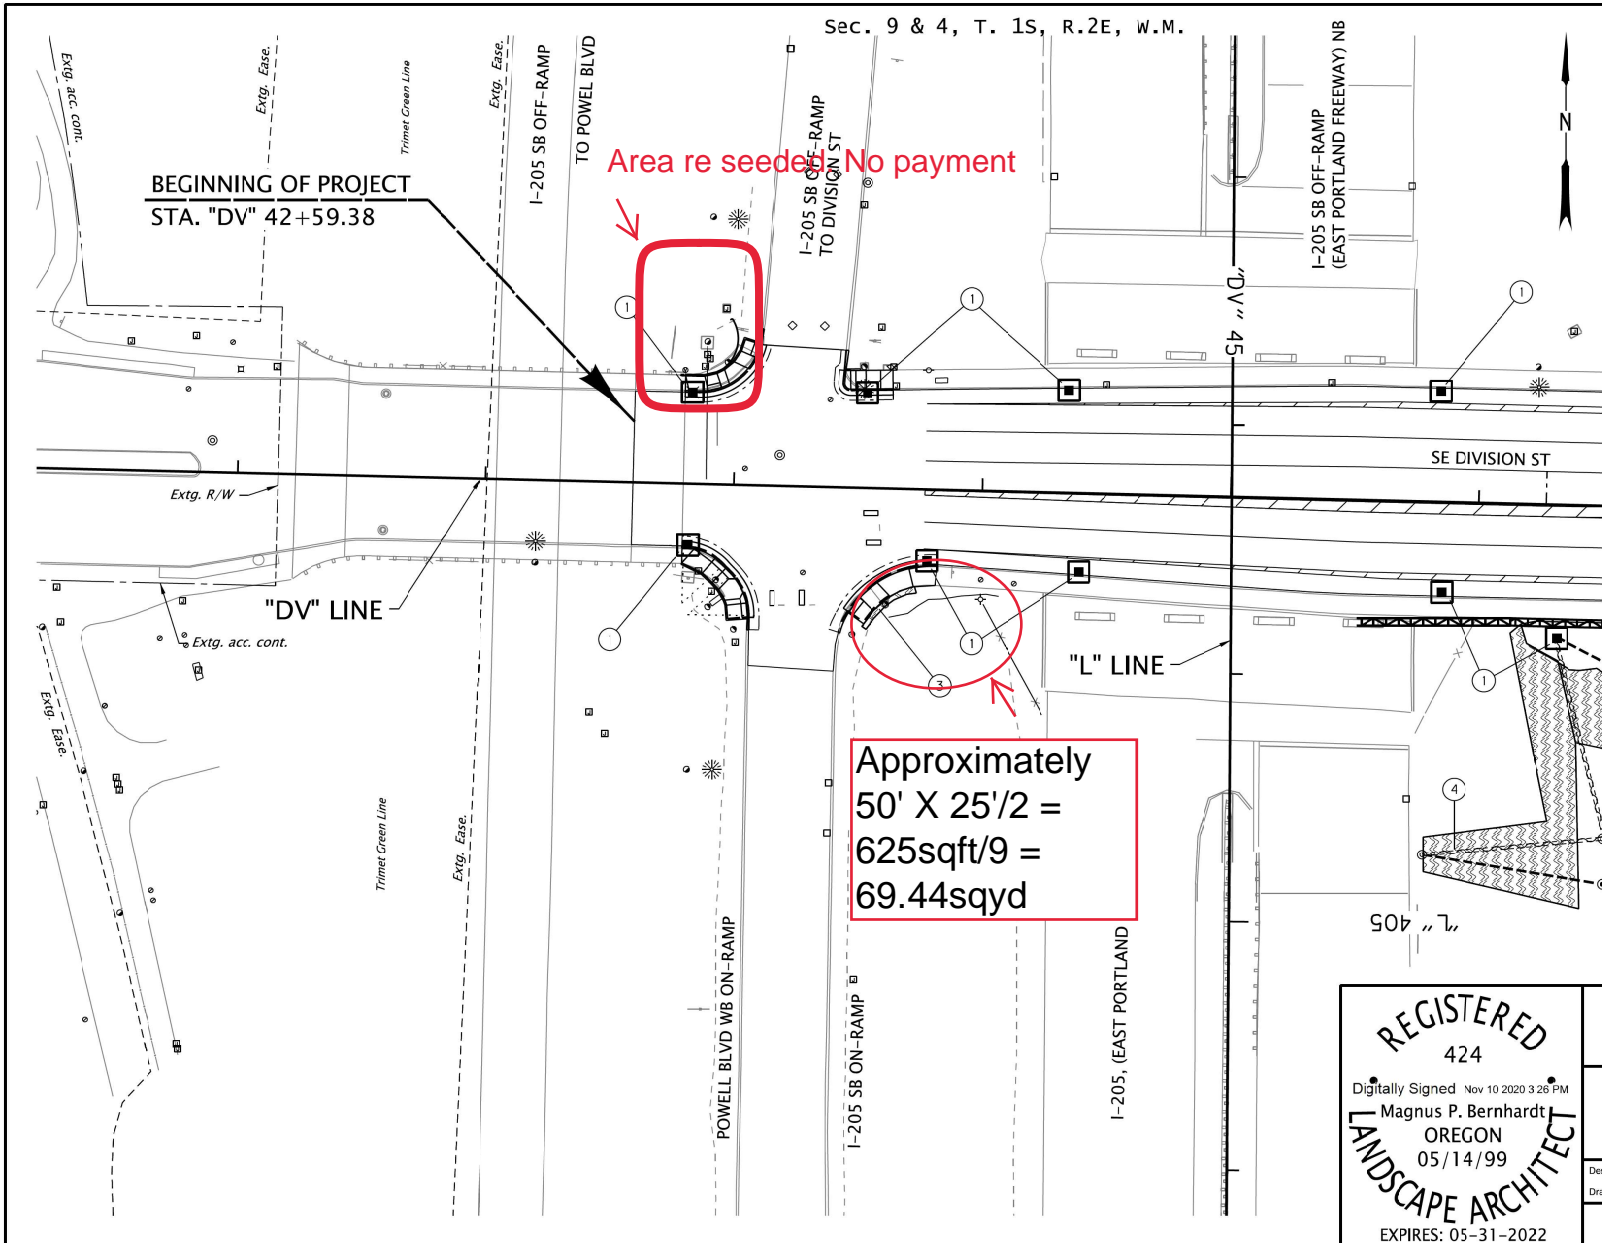 Sec. 9 & 4, T. 1S, R.2E, W.M.
Extg. acc. cont.
Extg. Ease.
Trimet Green Line
Extg. Ease.
I-205 SB OFF-RAMP
TO POWEL BLVD
I-205 SB OFF-RAMP
TO DIVISION ST
I-205 SB OFF-RAMP
(EAST PORTLAND FREEWAY) NB
N
Area re seeded. No payment
BEGINNING OF PROJECT
STA. "DV" 42+59.38
1
1
1
"DV" 45
SE DIVISION ST
Extg. R/W
"DV" LINE
Extg. acc. cont.
1
3
"L" LINE
1
Extg. Ease.
Approximately
50' X 25'/2 =
625sqft/9 =
69.44sqyd
4
Trimet Green Line
Extg. Ease.
"L" 405
POWELL BLVD WB ON-RAMP
I-205 SB ON-RAMP
I-205, (EAST PORTLAND
REGISTERED
424
Digitally Signed Nov 10 2020 3:26 PM
Magnus P. Bernhardt
OREGON
05/14/99
LANDSCAPE ARCHITECT
EXPIRES: 05-31-2022
Des
Dra